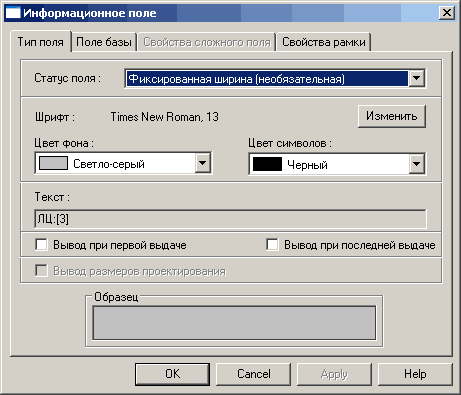 Информационное поле
Тип поля Поле базы Свойства сложного поля Свойства рамки
Статус поля : Фиксированная ширина (необязательная)
Шрифт : Times New Roman, 13 Изменить
Цвет фона : Цвет символов :
Светло-серый Черный
Текст :
ЛЦ:[3]
Вывод при первой выдаче Вывод при последней выдаче
Вывод размеров проектирования
Образец
OK Cancel Apply Help